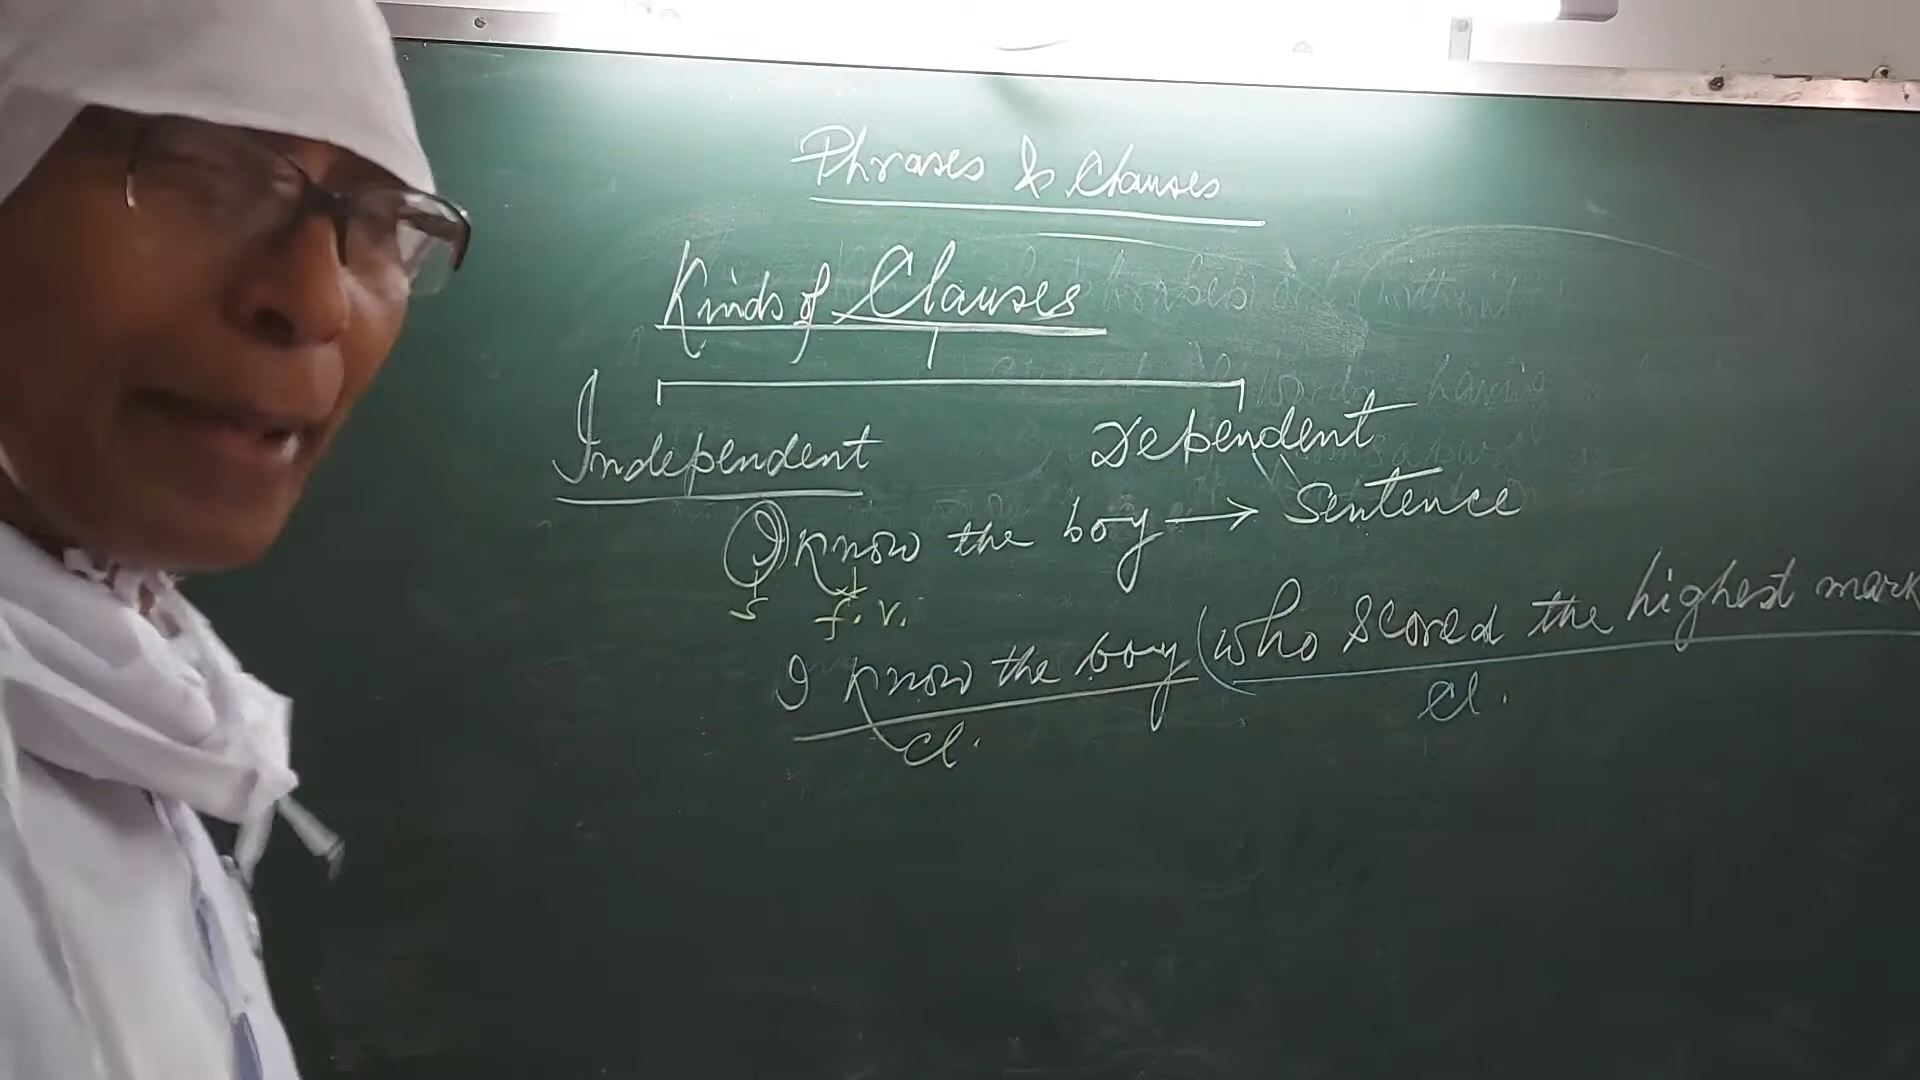 Phrases & Clauses
Kinds of Clauses
Independent Dependent
I know the boy → Sentence
S f.v.
I know the boy (who scored the highest mark
cl. cl.